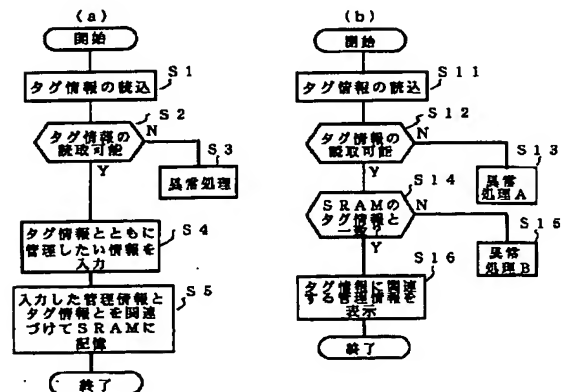 (a)
開始
S1
タグ情報の読込
S2
タグ情報の
読取可能
N
S3
Y
異常処理
S4
タグ情報とともに
管理したい情報を
入力
S5
入力した管理情報と
タグ情報とを関連
づけてSRAMに
記憶
終了
(b)
開始
S11
タグ情報の読込
S12
タグ情報の
読取可能
N
S13
Y
異常
処理A
S14
SRAMの
タグ情報と
一致?
N
S15
Y
異常
処理B
S16
タグ情報に関連
する管理情報を
表示
終了